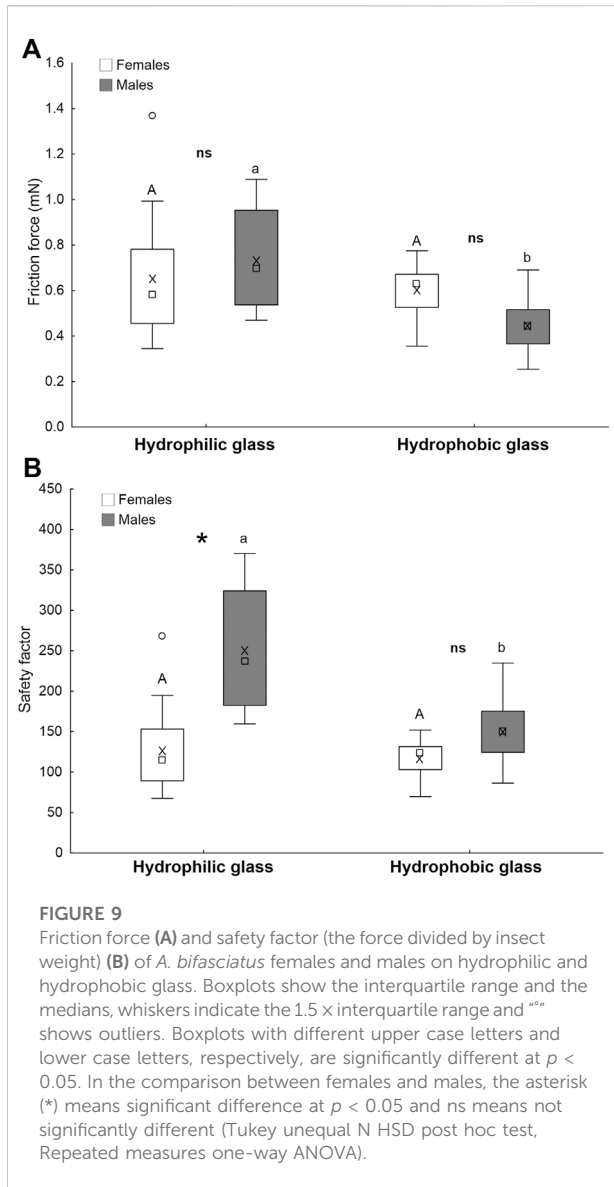 A
1.6
Females
Males
1.4
1.2
ns
a
A
1.0
A
ns
0.8
b
0.6
0.4
0.2
0.0
Friction force (mN)
Hydrophilic glass Hydrophobic glass
B
450
Females
Males
400
*
a
350
300
A
ns
b
250
A
200
150
100
50
0
Safety factor
Hydrophilic glass Hydrophobic glass
FIGURE 9
Friction force (A) and safety factor (the force divided by insect
weight) (B) of A. bifasciatus females and males on hydrophilic and
hydrophobic glass. Boxplots show the interquartile range and the
medians, whiskers indicate the 1.5 × interquartile range and “°”
shows outliers. Boxplots with different upper case letters and
lower case letters, respectively, are significantly different at p <
0.05. In the comparison between females and males, the asterisk
(*) means significant difference at p < 0.05 and ns means not
significantly different (Tukey unequal N HSD post hoc test,
Repeated measures one-way ANOVA).